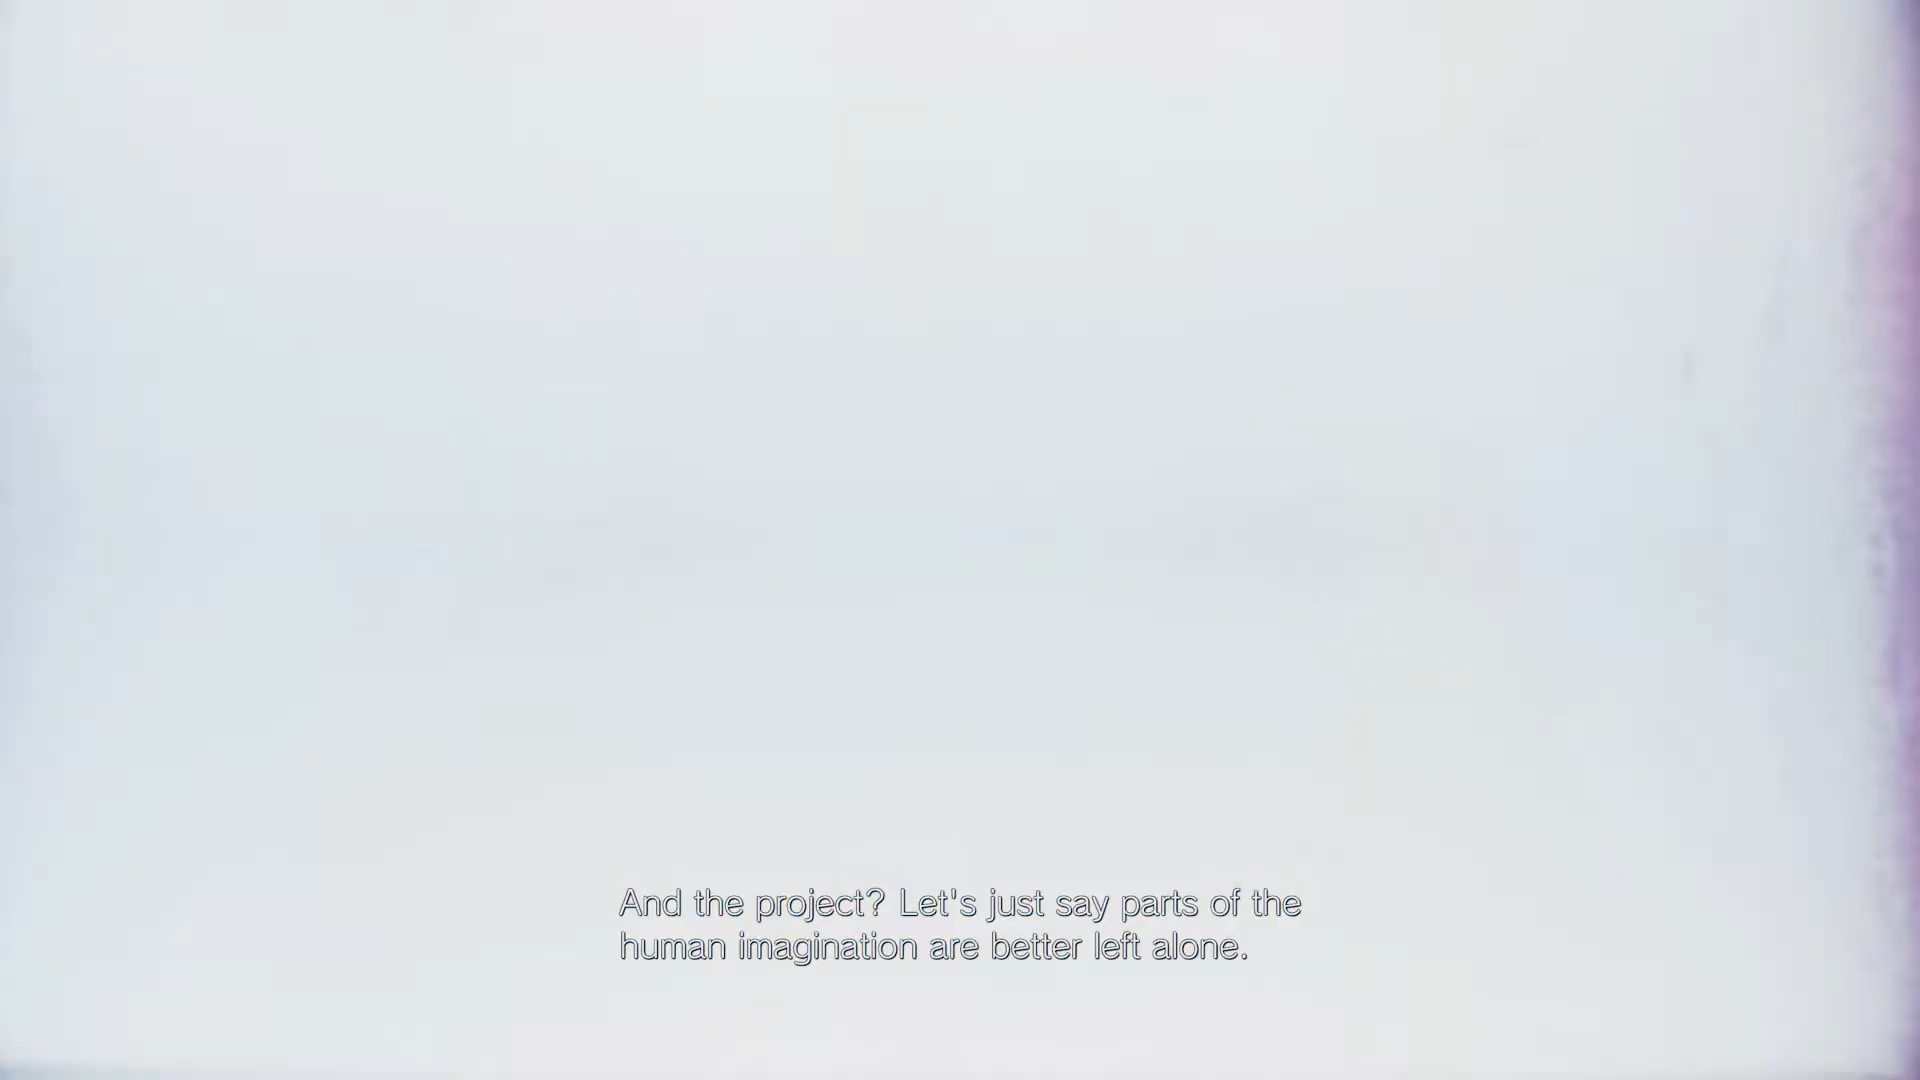 And the project? Let's just say parts of the
human imagination are better left alone.